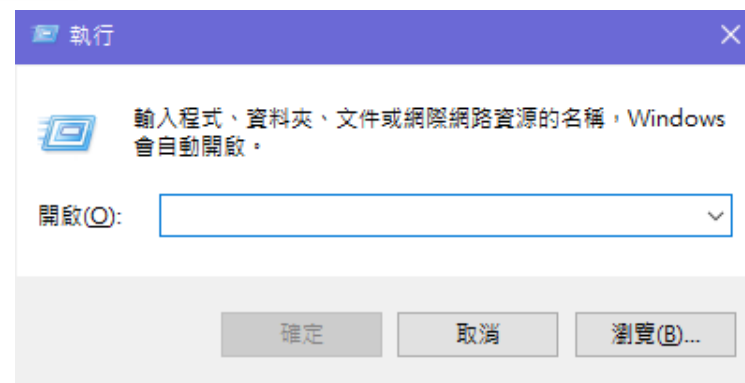 執行
輸入程式、資料夾、文件或網際網路資源的名稱，Windows
會自動開啟。
開啟(O):
確定
取消
瀏覽(B)...